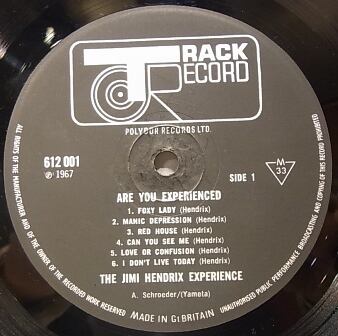 TRACK
RECORD
POLYDOR RECORDS LTD.
612 001
℗ 1967
SIDE 1
M
33
ARE YOU EXPERIENCED
1. FOXY LADY (Hendrix)
2. MANIC DEPRESSION (Hendrix)
3. RED HOUSE (Hendrix)
4. CAN YOU SEE ME (Hendrix)
5. LOVE OR CONFUSION (Hendrix)
6. I DON'T LIVE TODAY (Hendrix)
THE JIMI HENDRIX EXPERIENCE
A. Schroeder/(Yameta)
MADE IN Gt BRITAIN
ALL RIGHTS OF THE MANUFACTURER AND OF THE OWNER OF THE RECORDED WORK RESERVED
UNAUTHORISED PUBLIC PERFORMANCE BROADCASTING AND COPYING OF THIS RECORD PROHIBITED